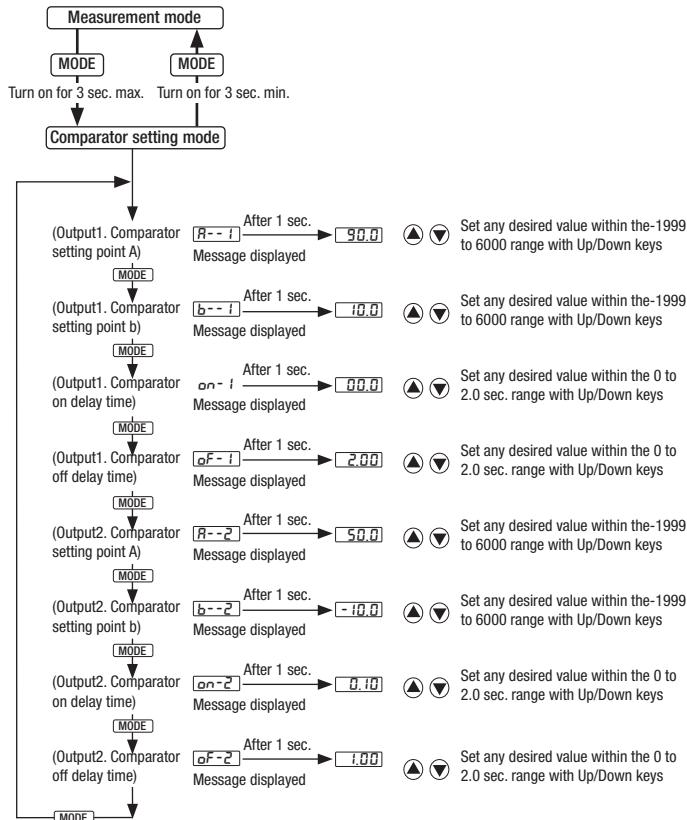 Measurement mode
MODE MODE
Turn on for 3 sec. max. Turn on for 3 sec. min.
Comparator setting mode
(Output1. Comparator
setting point A)
A--1
After 1 sec.
Message displayed
90.0
Set any desired value within the-1999
to 6000 range with Up/Down keys
MODE
(Output1. Comparator
setting point b)
b--1
After 1 sec.
Message displayed
10.0
Set any desired value within the-1999
to 6000 range with Up/Down keys
MODE
(Output1. Comparator
on delay time)
on-1
After 1 sec.
Message displayed
00.0
Set any desired value within the 0 to
2.0 sec. range with Up/Down keys
MODE
(Output1. Comparator
off delay time)
oF-1
After 1 sec.
Message displayed
2.00
Set any desired value within the 0 to
2.0 sec. range with Up/Down keys
MODE
(Output2. Comparator
setting point A)
A--2
After 1 sec.
Message displayed
50.0
Set any desired value within the-1999
to 6000 range with Up/Down keys
MODE
(Output2. Comparator
setting point b)
b--2
After 1 sec.
Message displayed
-10.0
Set any desired value within the-1999
to 6000 range with Up/Down keys
MODE
(Output2. Comparator
on delay time)
on-2
After 1 sec.
Message displayed
0.10
Set any desired value within the 0 to
2.0 sec. range with Up/Down keys
MODE
(Output2. Comparator
off delay time)
oF-2
After 1 sec.
Message displayed
1.00
Set any desired value within the 0 to
2.0 sec. range with Up/Down keys
MODE